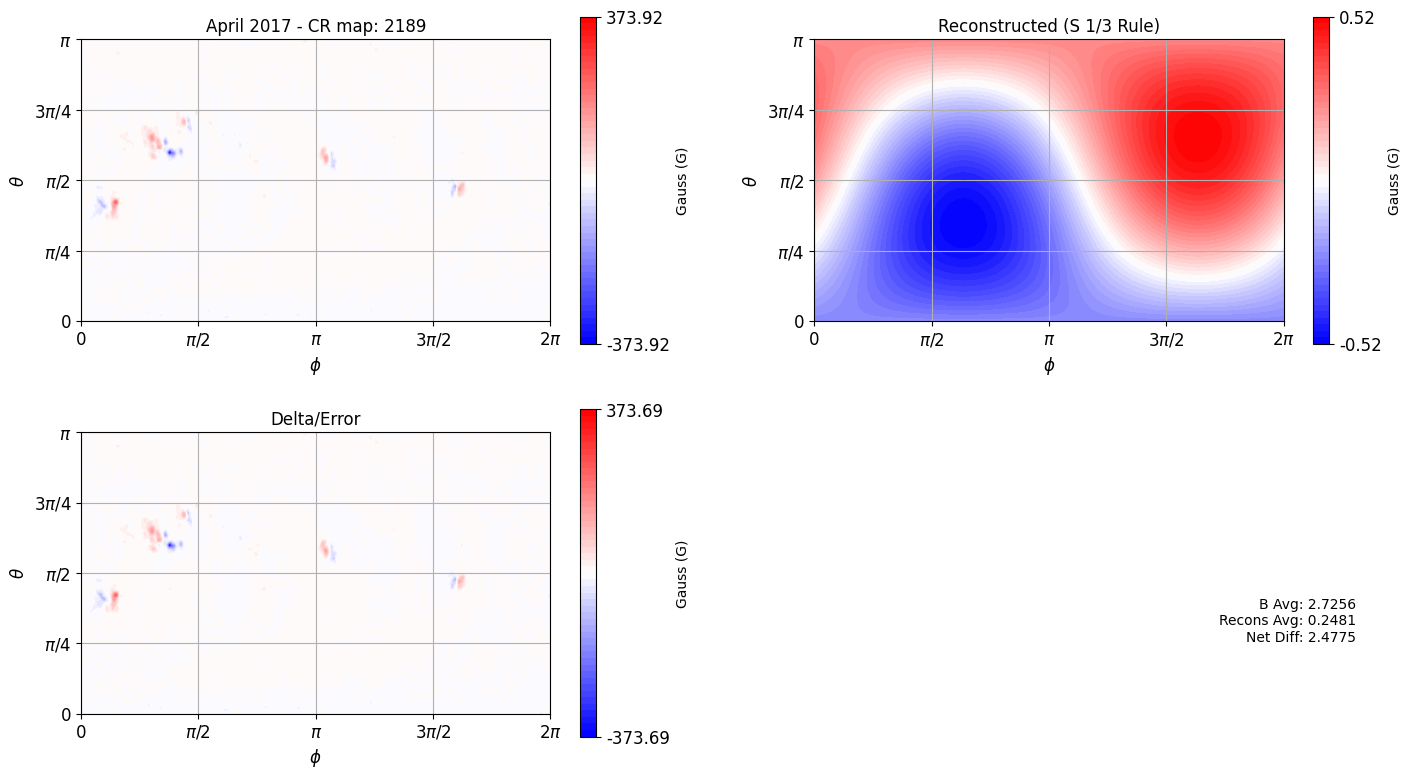 April 2017 - CR map: 2189
π
3π/4
π/2
π/4
0
θ
0
π/2
π
3π/2
2π
ϕ
373.92
-373.92
Gauss (G)
Reconstructed (S 1/3 Rule)
π
3π/4
π/2
π/4
0
θ
0
π/2
π
3π/2
2π
ϕ
0.52
-0.52
Gauss (G)
Delta/Error
π
3π/4
π/2
π/4
0
θ
0
π/2
π
3π/2
2π
ϕ
373.69
-373.69
Gauss (G)
B Avg: 2.7256
Recons Avg: 0.2481
Net Diff: 2.4775